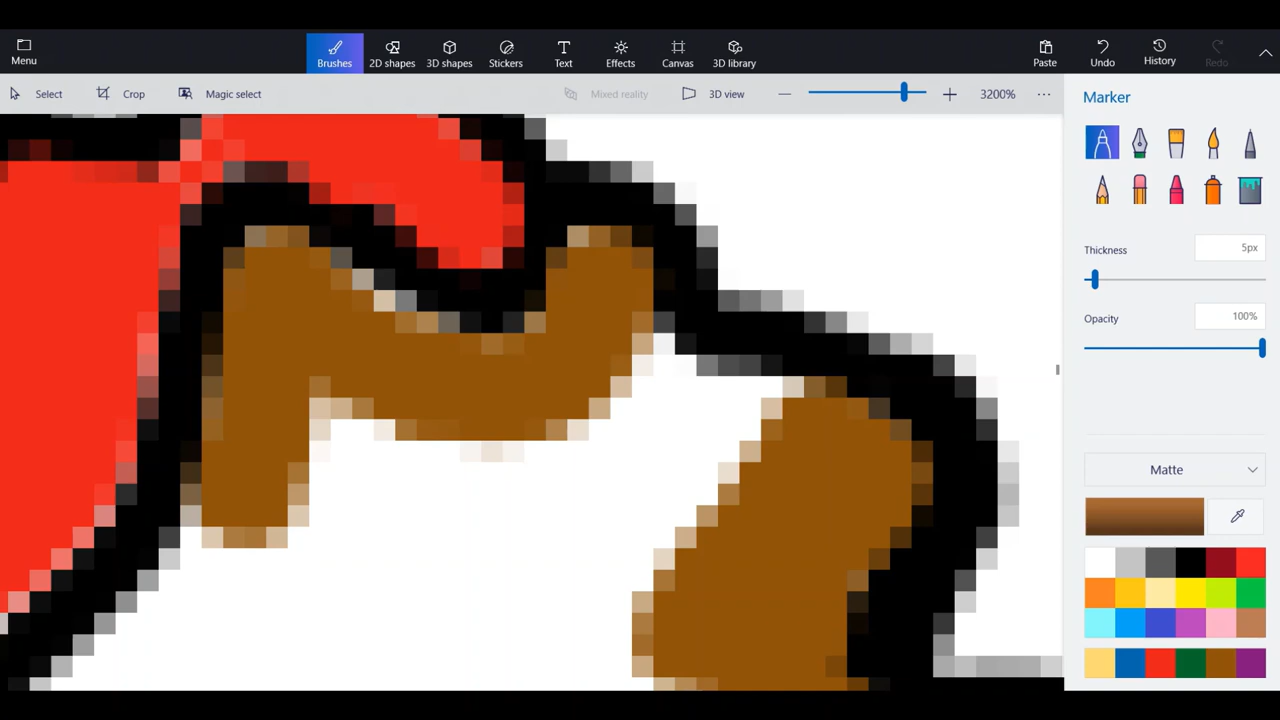 Menu
Brushes 2D shapes 3D shapes Stickers Text Effects Canvas 3D library Paste Undo History Redo
Select Crop Magic select Mixed reality 3D view 3200%
Marker
Thickness 5px
Opacity 100%
Matte